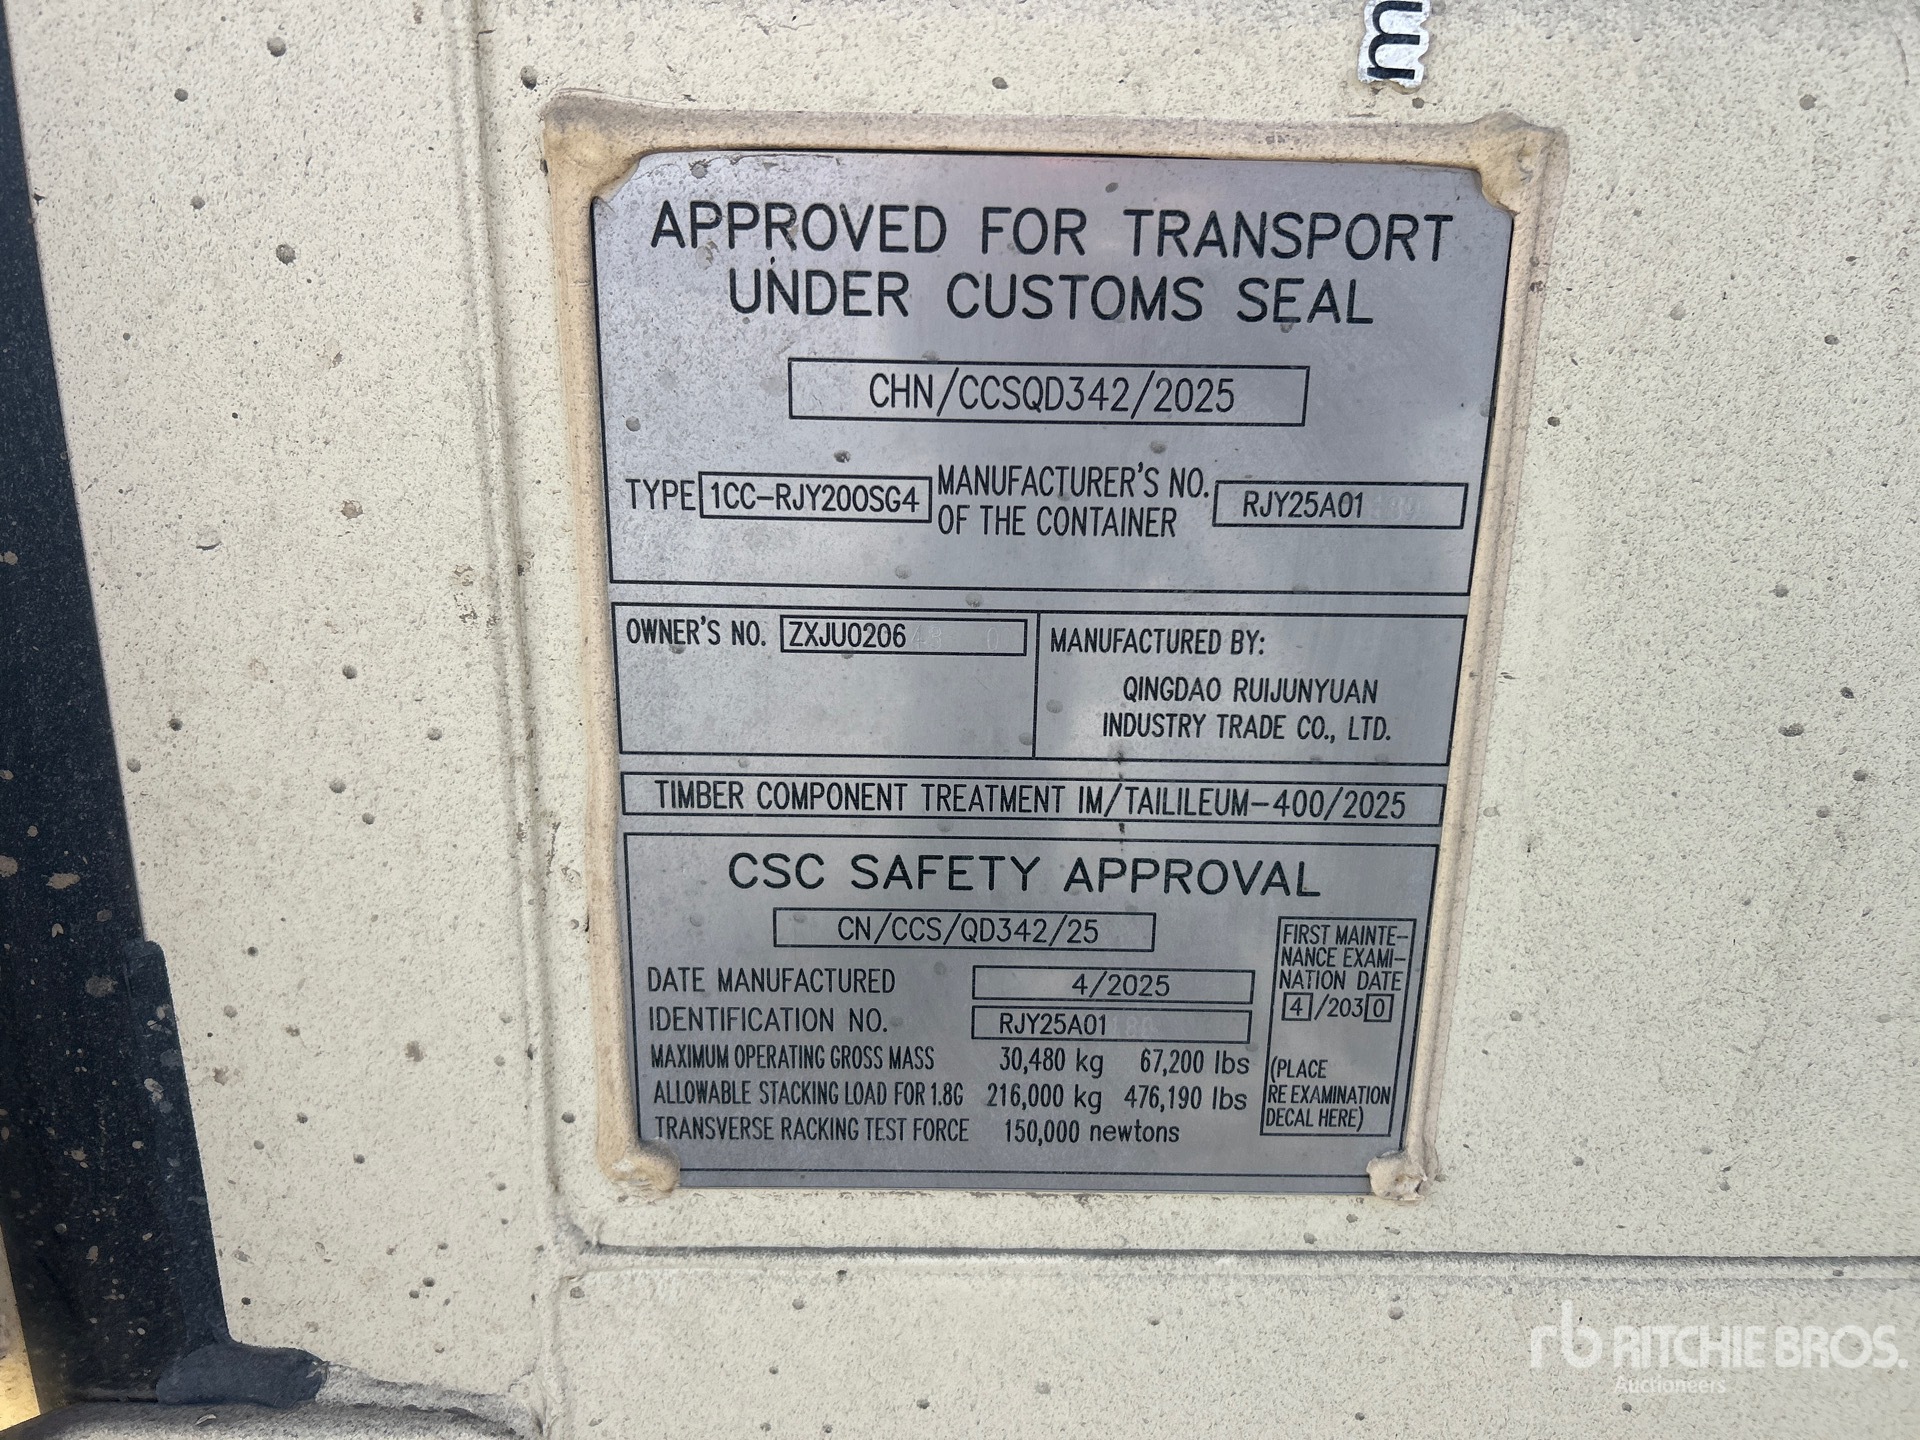 m
APPROVED FOR TRANSPORT
UNDER CUSTOMS SEAL
CHN/CCSQD342/2025
TYPE 1CC-RJY200SG4 MANUFACTURER'S NO. OF THE CONTAINER RJY25A01
OWNER'S NO. ZXJU0206
MANUFACTURED BY:
QINGDAO RUIJUNYUAN
INDUSTRY TRADE CO., LTD.
TIMBER COMPONENT TREATMENT IM/TAILILEUM-400/2025
CSC SAFETY APPROVAL
CN/CCS/QD342/25
DATE MANUFACTURED 4/2025
IDENTIFICATION NO. RJY25A01
MAXIMUM OPERATING GROSS MASS 30,480 kg 67,200 lbs
ALLOWABLE STACKING LOAD FOR 1.8G 216,000 kg 476,190 lbs
TRANSVERSE RACKING TEST FORCE 150,000 newtons
FIRST MAINTE-
NANCE EXAMI-
NATION DATE
4/2030
(PLACE
RE EXAMINATION
DECAL HERE)
rb RITCHIE BROS.
Auctioneers